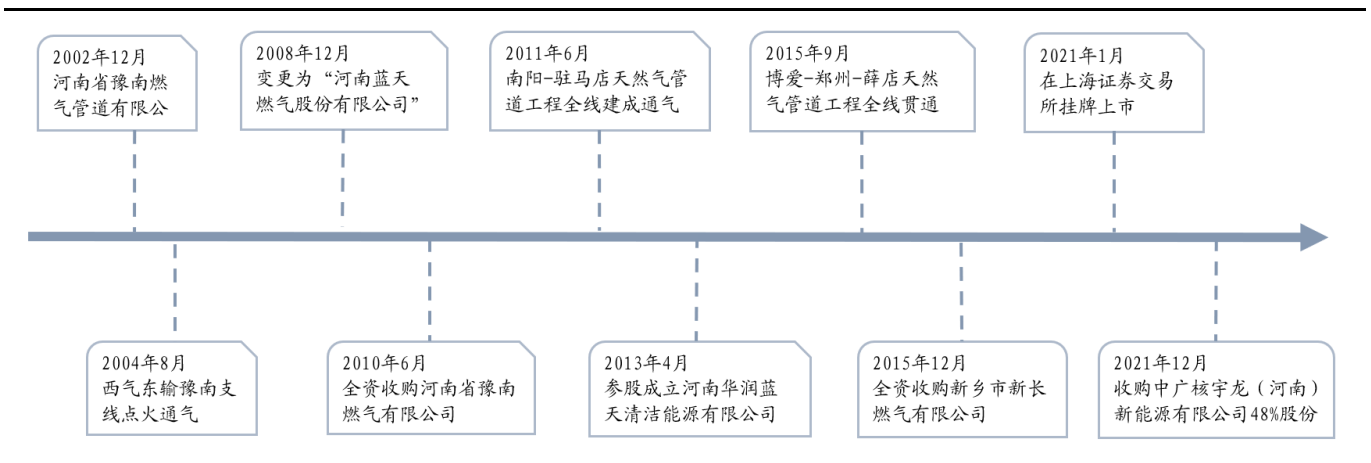 2002年12月
河南省豫南燃
气管道有限公
2008年12月
变更为“河南蓝天
燃气股份有限公司”
2011年6月
南阳-驻马店天然气管
道工程全线建成通气
2015年9月
博爱-郑州-薛店天然
气管道工程全线贯通
2021年1月
在上海证券交易
所挂牌上市
2004年8月
西气东输豫南支
线点火通气
2010年6月
全资收购河南省豫南
燃气有限公司
2013年4月
参股成立河南华润蓝
天清洁能源有限公司
2015年12月
全资收购新乡市新长
燃气有限公司
2021年12月
收购中广核宇龙（河南）
新能源有限公司48%股份